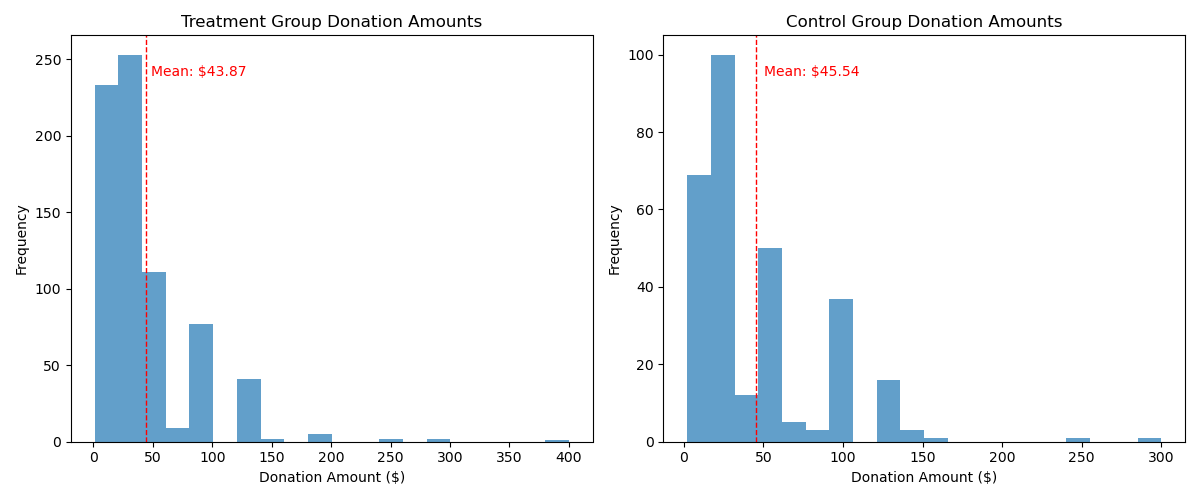 Treatment Group Donation Amounts
Mean: $43.87
Frequency
250
200
150
100
50
0
0 50 100 150 200 250 300 350 400
Donation Amount ($)
Control Group Donation Amounts
Mean: $45.54
Frequency
100
80
60
40
20
0
0 50 100 150 200 250 300
Donation Amount ($)